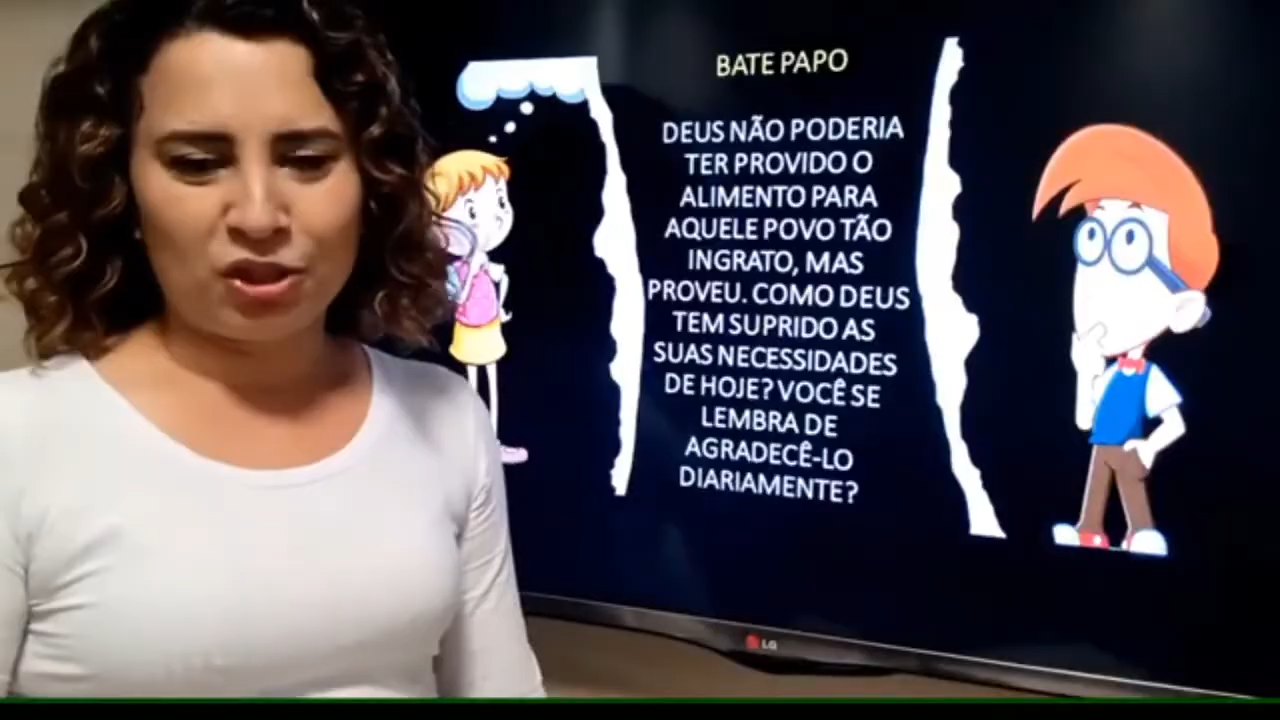 BATE PAPO
DEUS NÃO PODERIA
TER PROVIDO O
ALIMENTO PARA
AQUELE POVO TÃO
INGRATO, MAS
PROVEU. COMO DEUS
TEM SUPRIDO AS
SUAS NECESSIDADES
DE HOJE? VOCÊ SE
LEMBRA DE
AGRADECÊ-LO
DIARIAMENTE?
LG